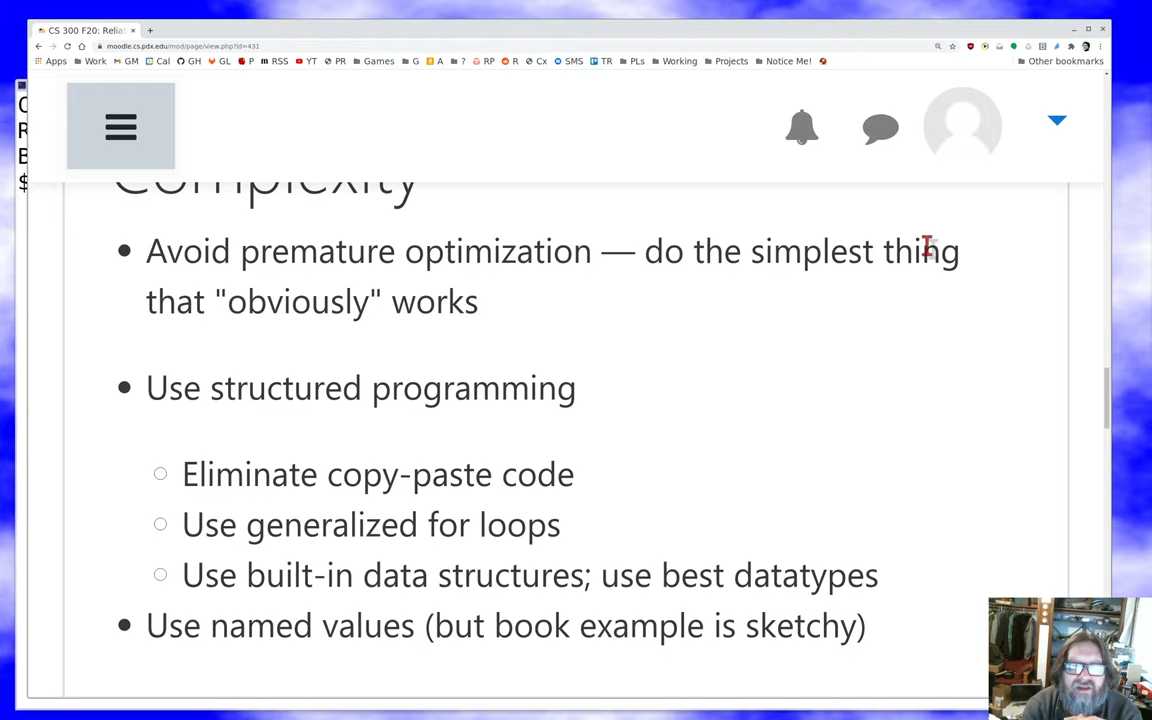 CS 300 F20: Relial
moodle.cs.pdx.edu/mod/page/view.php?id=431
Apps Work GM Cal GH GL P RSS YT PR Games G A ? RP R Cx SMS TR PLs Working Projects Notice Me! Other bookmarks
Complexity
• Avoid premature optimization — do the simplest thing
that "obviously" works
• Use structured programming
○ Eliminate copy-paste code
○ Use generalized for loops
○ Use built-in data structures; use best datatypes
• Use named values (but book example is sketchy)
R
B
$